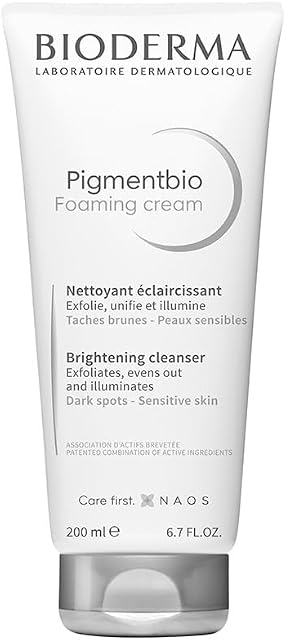 BIODERMA
LABORATOIRE DERMATOLOGIQUE
Pigmentbio
Foaming cream
Nettoyant éclaircissant
Exfolie, unifie et illumine
Taches brunes - Peaux sensibles
Brightening cleanser
Exfoliates, evens out
and illuminates
Dark spots - Sensitive skin
ASSOCIATION D'ACTIFS BREVETÉE
PATENTED COMBINATION OF ACTIVE INGREDIENTS
Care first. NAOS
200 ml ℮ 6.7 FL.OZ.